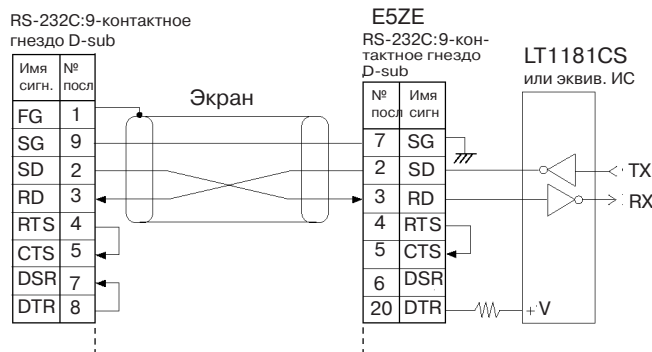 RS-232C:9-контактное
гнездо D-sub
Имя сигн. № посл
FG 1
SG 9
SD 2
RD 3
RTS 4
CTS 5
DSR 7
DTR 8
Экран
E5ZE
RS-232C:9-кон-
тактное гнездо
D-sub
№ посл Имя сигн
7 SG
2 SD
3 RD
4 RTS
5 CTS
6 DSR
20 DTR
LT1181CS
или эквив. ИС
TX
RX
+V